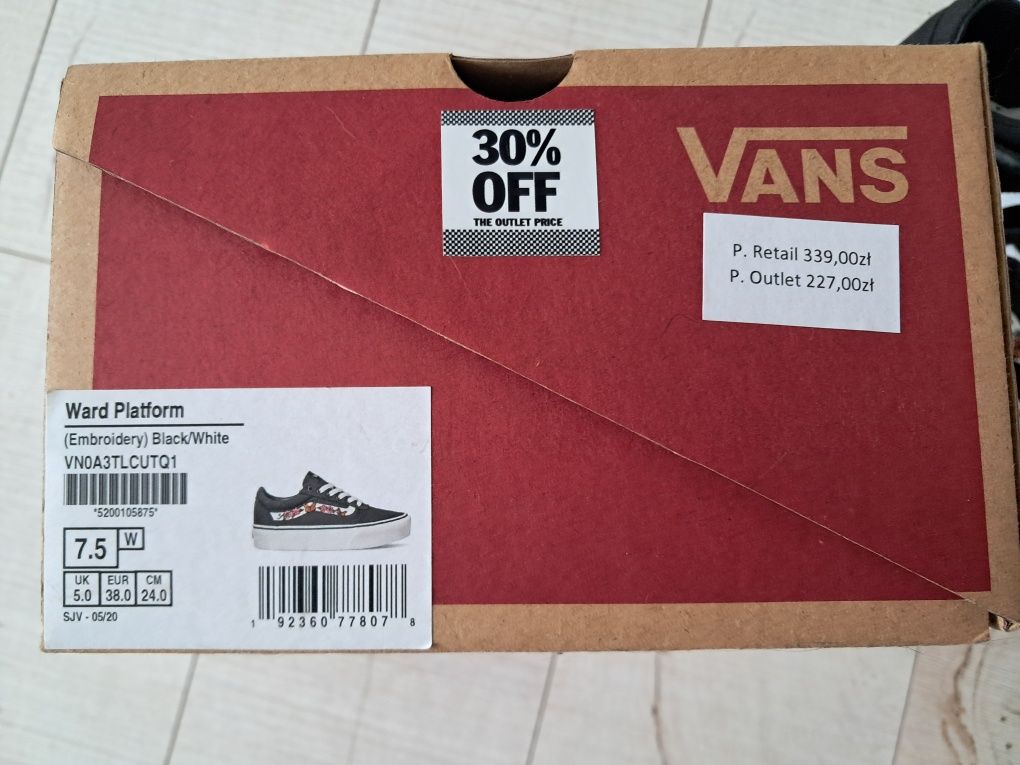 30%
OFF
THE OUTLET PRICE
VANS
P. Retail 339,00zł
P. Outlet 227,00zł
Ward Platform
(Embroidery) Black/White
VN0A3TLCUTQ1
*5200105875*
7.5 W
UK EUR CM
5.0 38.0 24.0
SJV - 05/20
1 92360 77807 8